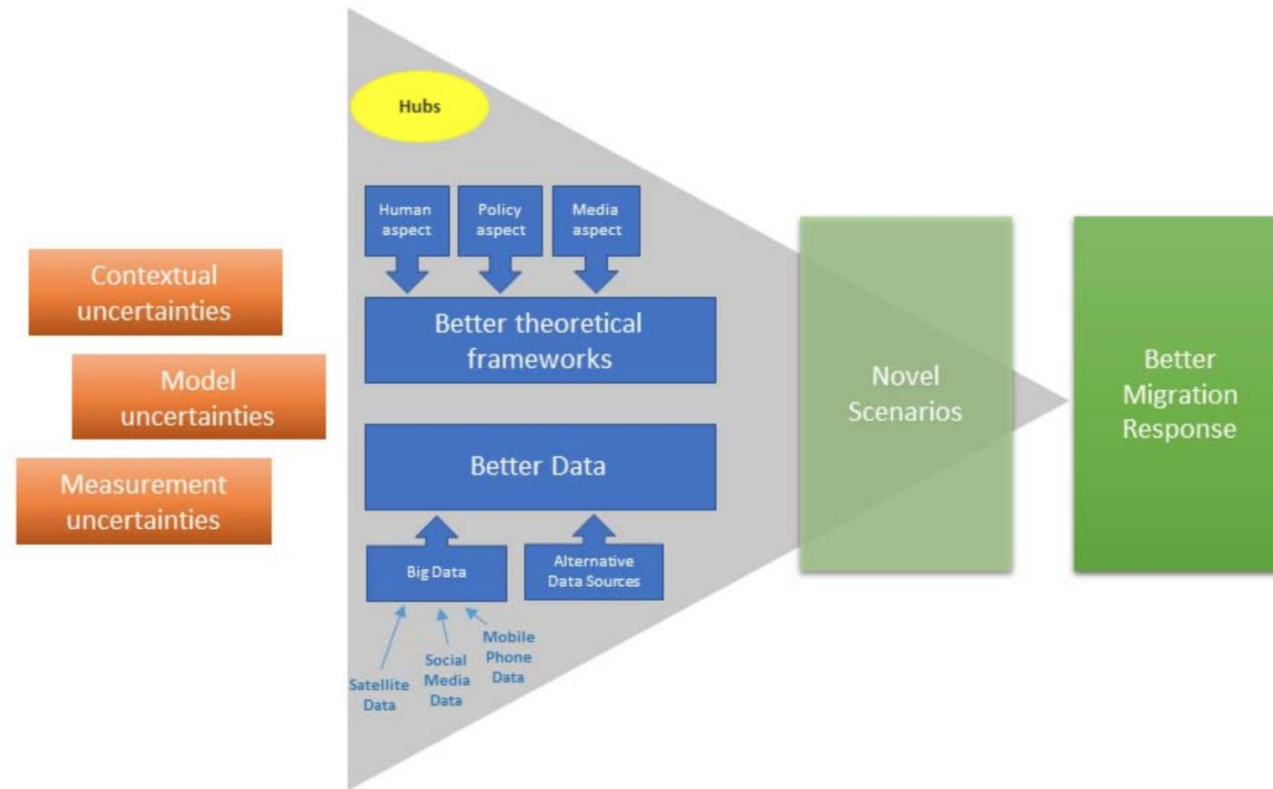 Hubs
Human
aspect
Policy
aspect
Media
aspect
Contextual
uncertainties
Better theoretical
frameworks
Model
uncertainties
Novel
Scenarios
Better
Migration
Response
Better Data
Measurement
uncertainties
Big Data
Alternative
Data Sources
Satellite
Data
Social
Media
Data
Mobile
Phone
Data